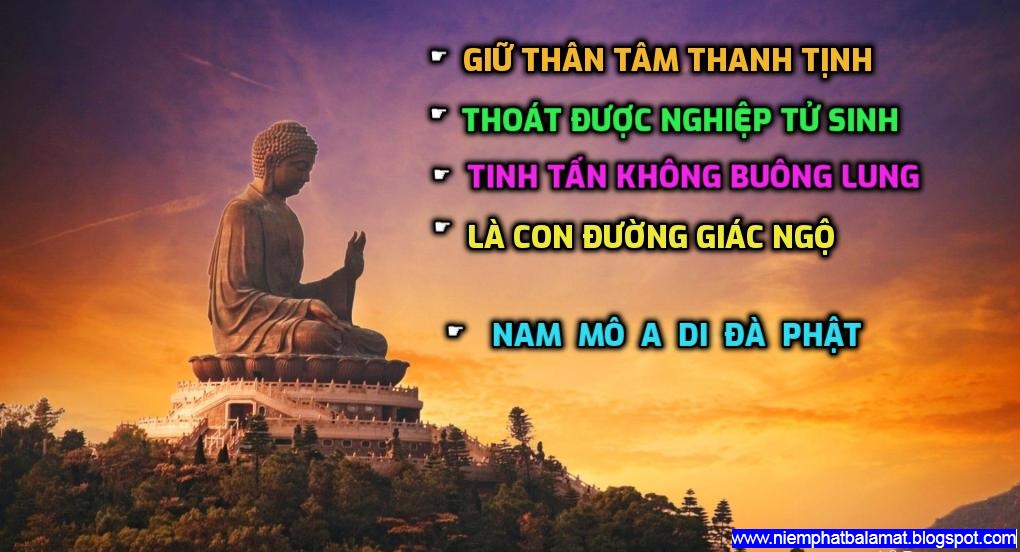 ☛ GIỮ THÂN TÂM THANH TỊNH
☛ THOÁT ĐƯỢC NGHIỆP TỬ SINH
☛ TINH TẤN KHÔNG BUÔNG LUNG
☛ LÀ CON ĐƯỜNG GIÁC NGỘ
☛ NAM MÔ A DI ĐÀ PHẬT
www.niemphatbalamat.blogspot.com